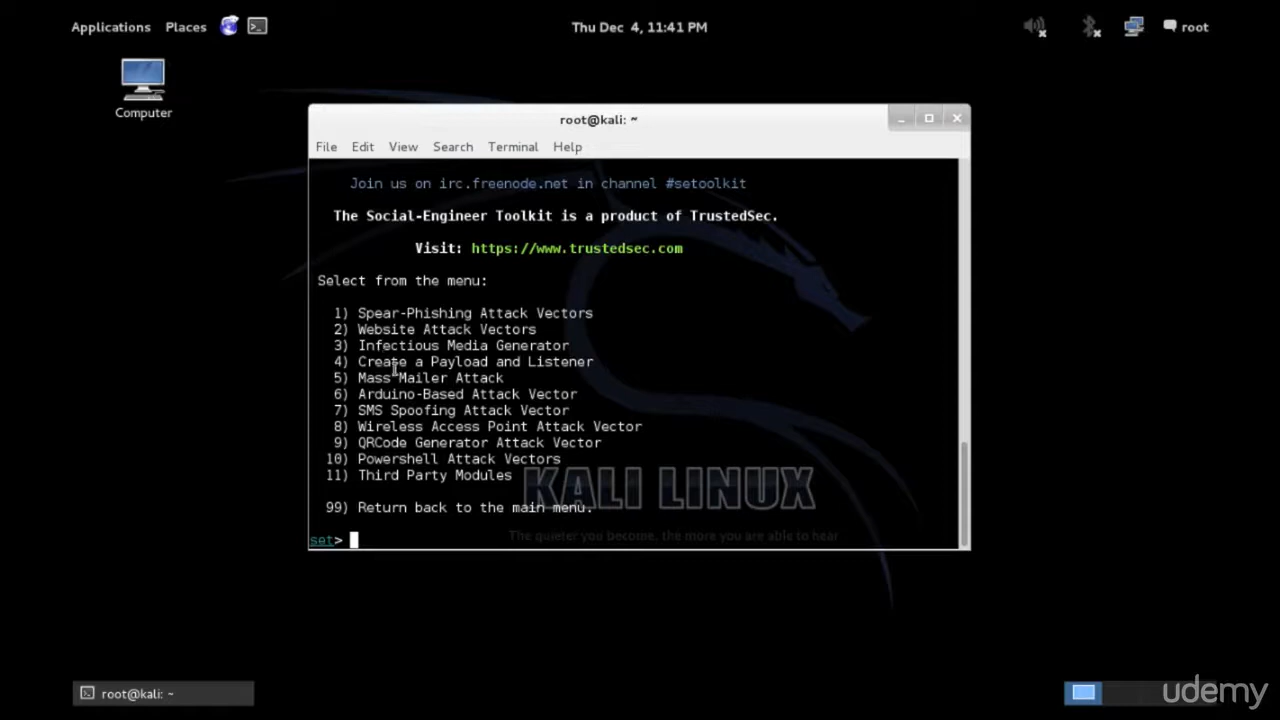 Applications Places Thu Dec 4, 11:41 PM root
Computer
root@kali: ~
File Edit View Search Terminal Help
Join us on irc.freenode.net in channel #setoolkit
The Social-Engineer Toolkit is a product of TrustedSec.
Visit: https://www.trustedsec.com
Select from the menu:
1) Spear-Phishing Attack Vectors
2) Website Attack Vectors
3) Infectious Media Generator
4) Create a Payload and Listener
5) Mass Mailer Attack
6) Arduino-Based Attack Vector
7) SMS Spoofing Attack Vector
8) Wireless Access Point Attack Vector
9) QRCode Generator Attack Vector
10) Powershell Attack Vectors
11) Third Party Modules
KALI LINUX
99) Return back to the main menu.
The quieter you become, the more you are able to hear
set>
root@kali: ~
udemy